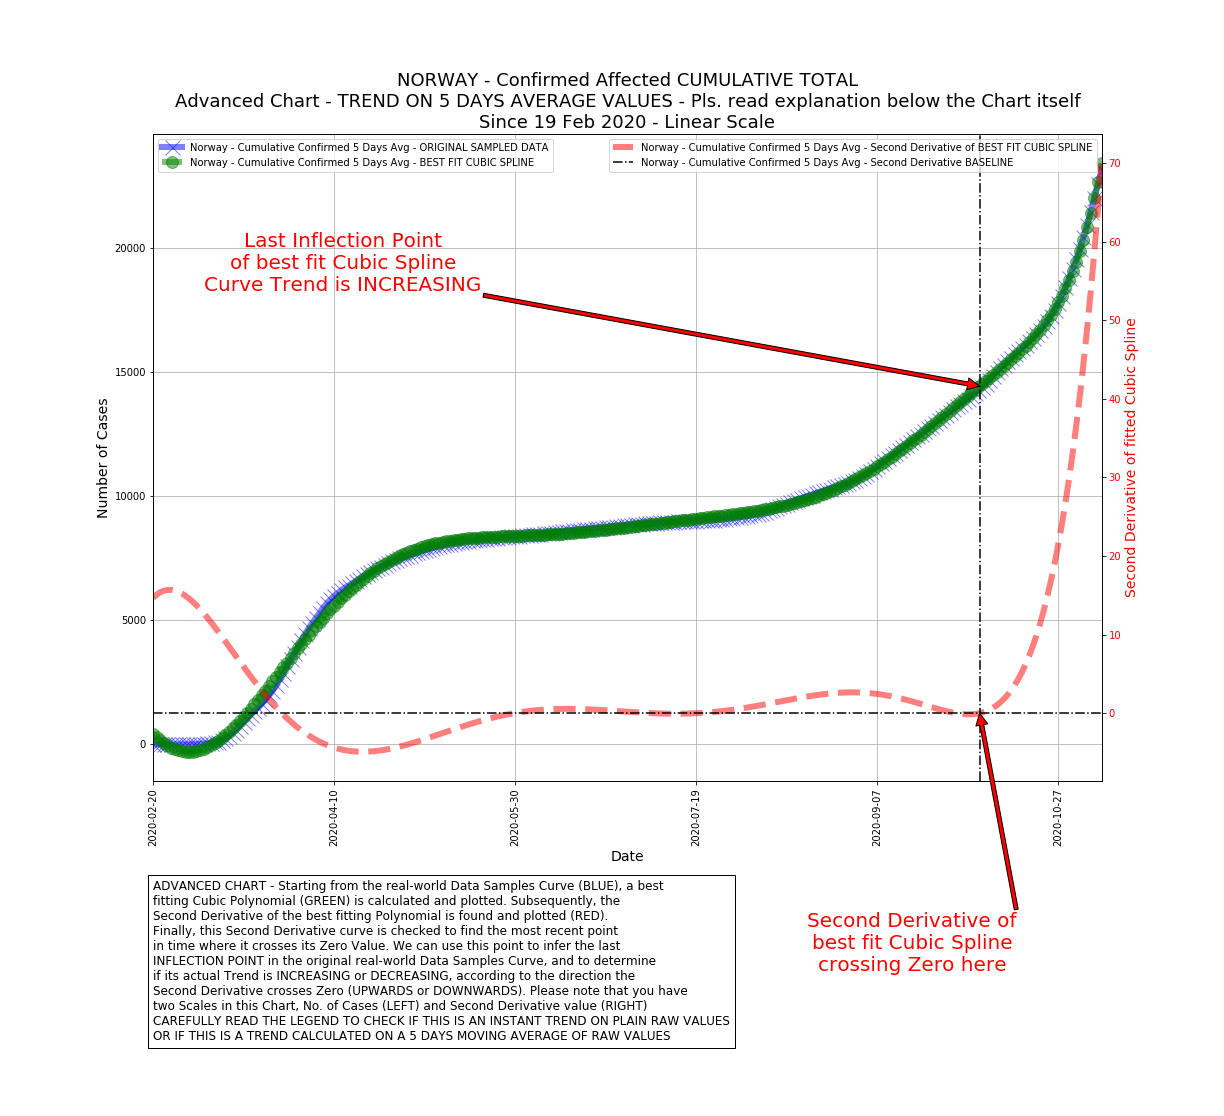 NORWAY - Confirmed Affected CUMULATIVE TOTAL
Advanced Chart - TREND ON 5 DAYS AVERAGE VALUES - Pls. read explanation below the Chart itself
Since 19 Feb 2020 - Linear Scale
Norway - Cumulative Confirmed 5 Days Avg - ORIGINAL SAMPLED DATA
Norway - Cumulative Confirmed 5 Days Avg - BEST FIT CUBIC SPLINE
Norway - Cumulative Confirmed 5 Days Avg - Second Derivative of BEST FIT CUBIC SPLINE
Norway - Cumulative Confirmed 5 Days Avg - Second Derivative BASELINE
Last Inflection Point
of best fit Cubic Spline
Curve Trend is INCREASING
Number of Cases
20000
15000
10000
5000
0
70
60
50
40
30
20
10
0
Second Derivative of fitted Cubic Spline
2020-02-20
2020-04-10
2020-05-30
2020-07-19
2020-09-07
2020-10-27
Date
Second Derivative of
best fit Cubic Spline
crossing Zero here
ADVANCED CHART - Starting from the real-world Data Samples Curve (BLUE), a best
fitting Cubic Polynomial (GREEN) is calculated and plotted. Subsequently, the
Second Derivative of the best fitting Polynomial is found and plotted (RED).
Finally, this Second Derivative curve is checked to find the most recent point
in time where it crosses its Zero Value. We can use this point to infer the last
INFLECTION POINT in the original real-world Data Samples Curve, and to determine
if its actual Trend is INCREASING or DECREASING, according to the direction the
Second Derivative crosses Zero (UPWARDS or DOWNWARDS). Please note that you have
two Scales in this Chart, No. of Cases (LEFT) and Second Derivative value (RIGHT)
CAREFULLY READ THE LEGEND TO CHECK IF THIS IS AN INSTANT TREND ON PLAIN RAW VALUES
OR IF THIS IS A TREND CALCULATED ON A 5 DAYS MOVING AVERAGE OF RAW VALUES